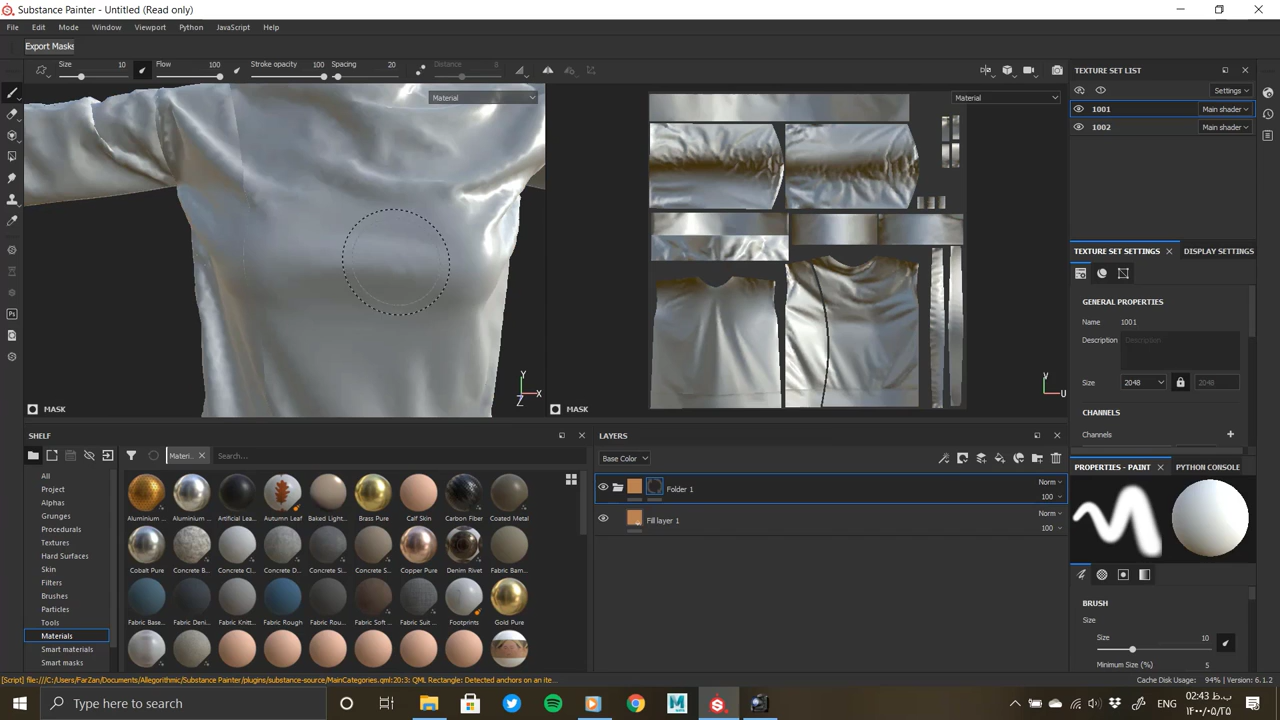 Substance Painter - Untitled (Read only)
File Edit Mode Window Viewport Python JavaScript Help
Export Masks
Size 10 Flow 100 Stroke opacity 100 Spacing 20 Distance 8
Material
Material
Y
X
Z
V
U
MASK
MASK
TEXTURE SET LIST
Settings
1001 Main shader
1002 Main shader
TEXTURE SET SETTINGS DISPLAY SETTINGS
GENERAL PROPERTIES
Name 1001
Description Description
Size 2048 2048
CHANNELS
Channels
SHELF
Materi... Search...
All
Project
Alphas
Grunges
Procedurals
Textures
Hard Surfaces
Skin
Filters
Brushes
Particles
Tools
Materials
Smart materials
Smart masks
Aluminium ... Aluminium ... Artificial Lea... Autumn Leaf Baked Light... Brass Pure Calf Skin Carbon Fiber Coated Metal
Cobalt Pure Concrete B... Concrete Cl... Concrete D... Concrete Si... Concrete S... Copper Pure Denim Rivet Fabric Bam...
Fabric Base... Fabric Deni... Fabric Knitt... Fabric Rough Fabric Rou... Fabric Soft ... Fabric Suit ... Footprints Gold Pure
LAYERS
Base Color
Folder 1 Norm 100
Fill layer 1 Norm 100
PROPERTIES - PAINT PYTHON CONSOLE
BRUSH
Size
Size 10
Minimum Size (%) 5
[Script] file:///C:/Users/FarZan/Documents/Allegorithmic/Substance Painter/plugins/substance-source/MainCategories.qml:20:3: QML Rectangle: Detected anchors on an ite...
Cache Disk Usage: 94% | Version: 6.1.2
Type here to search
ENG
02:43 ب.ظ
۱۴۰۰/۰۵/۲۵